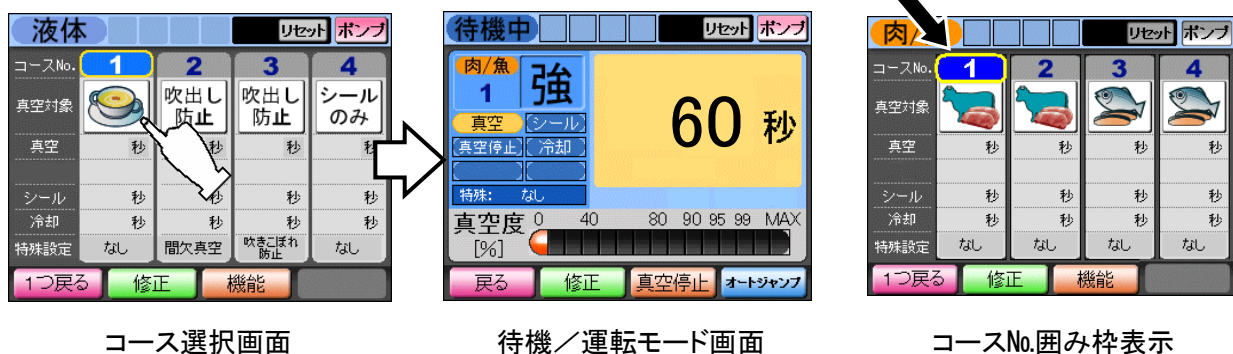 液体 リセット ポンプ
コースNo. 1 2 3 4
真空対象 吹出し防止 吹出し防止 シールのみ
真空 秒 秒 秒 秒
シール 秒 秒 秒 秒
冷却 秒 秒 秒 秒
特殊設定 なし 間欠真空 吹きこぼれ防止 なし
1つ戻る 修正 機能
コース選択画面
待機中 リセット ポンプ
肉/魚 1 強
真空 シール
真空停止 冷却
特殊: なし
60 秒
真空度 [%] 0 40 80 90 95 99 MAX
戻る 修正 真空停止 オートジャンプ
待機／運転モード画面
肉/ リセット ポンプ
コースNo. 1 2 3 4
真空対象
真空 秒 秒 秒 秒
シール 秒 秒 秒 秒
冷却 秒 秒 秒 秒
特殊設定 なし なし なし なし
1つ戻る 修正 機能
コース№囲み枠表示